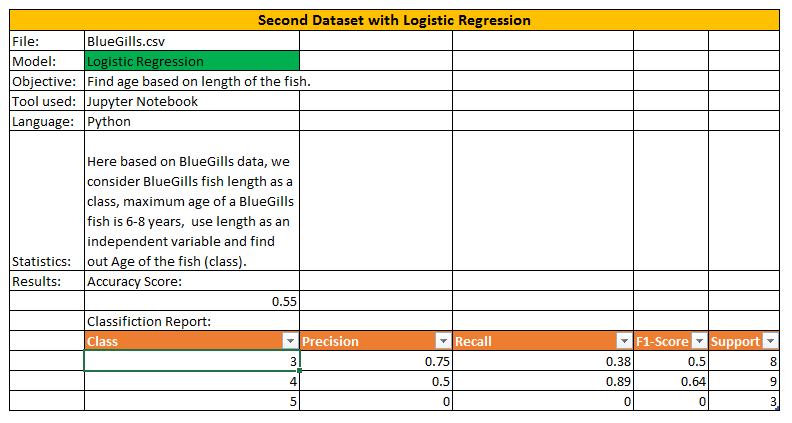 Second Dataset with Logistic Regression
File: BlueGills.csv
Model: Logistic Regression
Objective: Find age based on length of the fish.
Tool used: Jupyter Notebook
Language: Python
Here based on BlueGills data, we
consider BlueGills fish length as a
class, maximum age of a BlueGills
fish is 6-8 years, use length as an
independent variable and find
Statistics: out Age of the fish (class).
Results: Accuracy Score:
0.55
Classifiction Report:
Class Precision Recall F1-Score Support
3 0.75 0.38 0.5 8
4 0.5 0.89 0.64 9
5 0 0 0 3